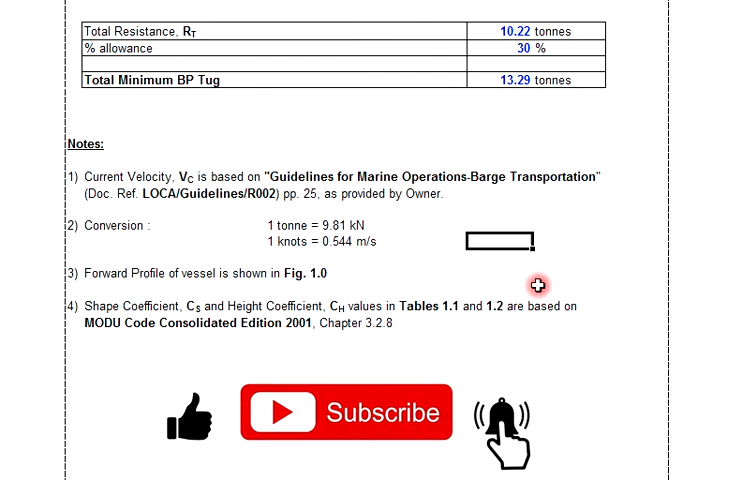 Total Resistance, RT 10.22 tonnes
% allowance 30 %
Total Minimum BP Tug 13.29 tonnes
Notes:
1) Current Velocity, VC is based on "Guidelines for Marine Operations-Barge Transportation"
(Doc. Ref. LOCA/Guidelines/R002) pp. 25, as provided by Owner.
2) Conversion : 1 tonne = 9.81 kN
1 knots = 0.544 m/s
3) Forward Profile of vessel is shown in Fig. 1.0
4) Shape Coefficient, CS and Height Coefficient, CH values in Tables 1.1 and 1.2 are based on
MODU Code Consolidated Edition 2001, Chapter 3.2.8
Subscribe